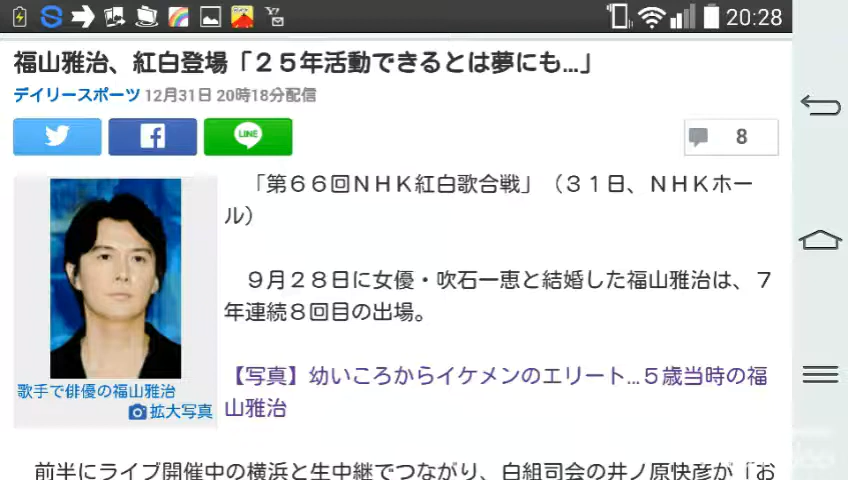 20:28
福山雅治、紅白登場「２５年活動できるとは夢にも…」
デイリースポーツ 12月31日 20時18分配信
LINE
8
「第６６回ＮＨＫ紅白歌合戦」（３１日、ＮＨＫホー
ル）
９月２８日に女優・吹石一恵と結婚した福山雅治は、７
年連続８回目の出場。
【写真】幼いころからイケメンのエリート…５歳当時の福
山雅治
歌手で俳優の福山雅治
拡大写真
前半にライブ開催中の横浜と生中継でつながり、白組司会の井ノ原快彦が「お